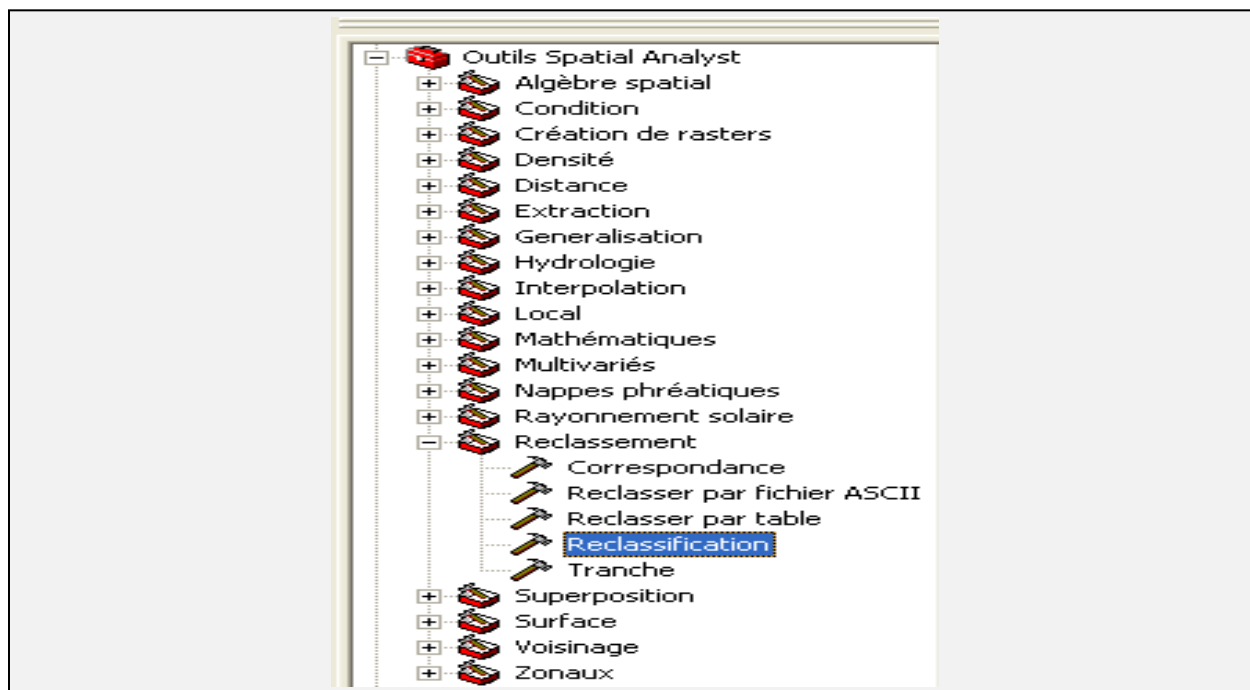 Outils Spatial Analyst
Algèbre spatial
Condition
Création de rasters
Densité
Distance
Extraction
Generalisation
Hydrologie
Interpolation
Local
Mathématiques
Multivariés
Nappes phréatiques
Rayonnement solaire
Reclassement
Correspondance
Reclasser par fichier ASCII
Reclasser par table
Reclassification
Tranche
Superposition
Surface
Voisinage
Zonaux